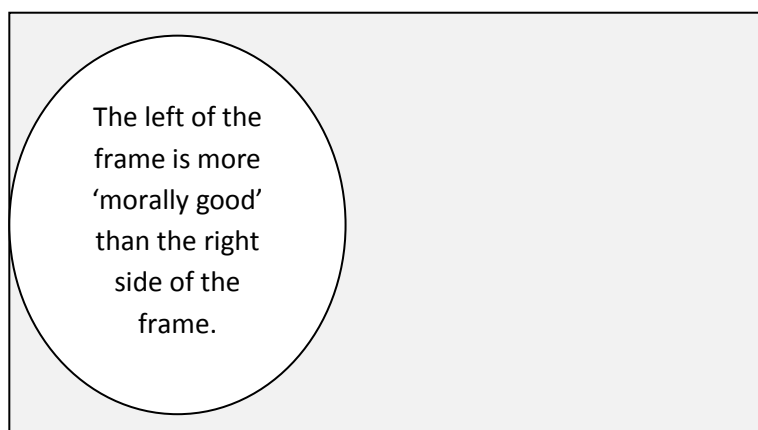 The left of the
frame is more
‘morally good’
than the right
side of the
frame.